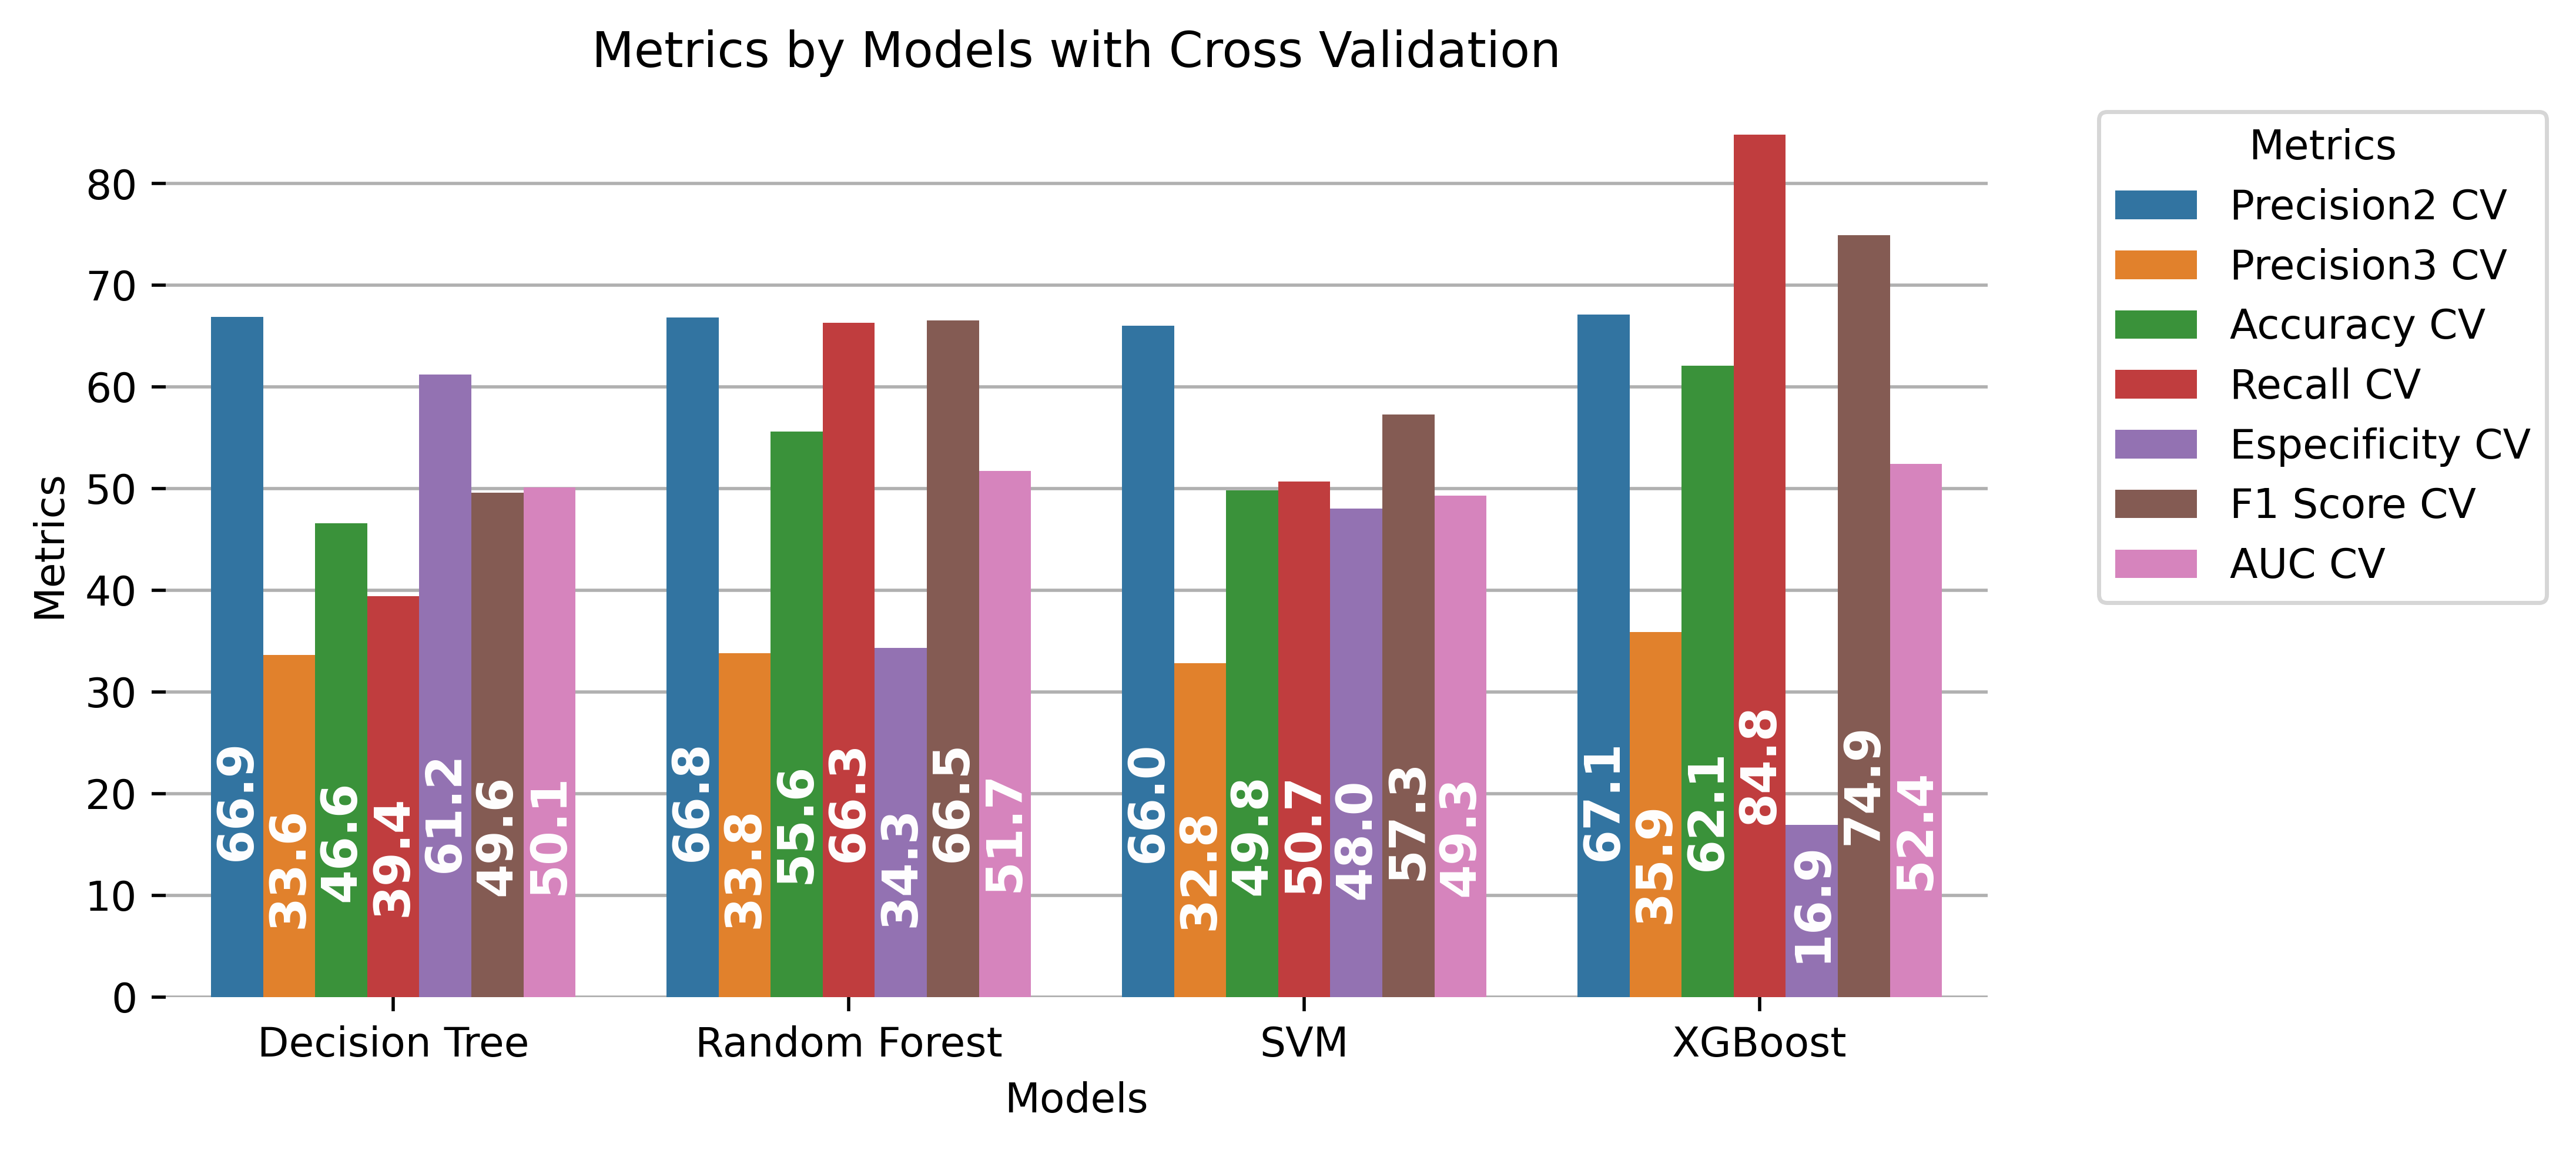 Metrics by Models with Cross Validation
Metrics
80
70
60
50
40
30
20
10
0
66.9
33.6
46.6
39.4
61.2
49.6
50.1
66.8
33.8
55.6
66.3
34.3
66.5
51.7
66.0
32.8
49.8
50.7
48.0
57.3
49.3
67.1
35.9
62.1
84.8
16.9
74.9
52.4
Decision Tree
Random Forest
SVM
XGBoost
Models
Metrics
Precision2 CV
Precision3 CV
Accuracy CV
Recall CV
Especificity CV
F1 Score CV
AUC CV